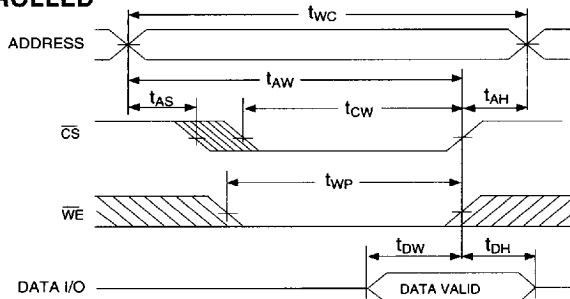 ROLLED
tWC
ADDRESS
tAW
tAS
tCW
tAH
CS
tWP
WE
tDW
tDH
DATA I/O
DATA VALID